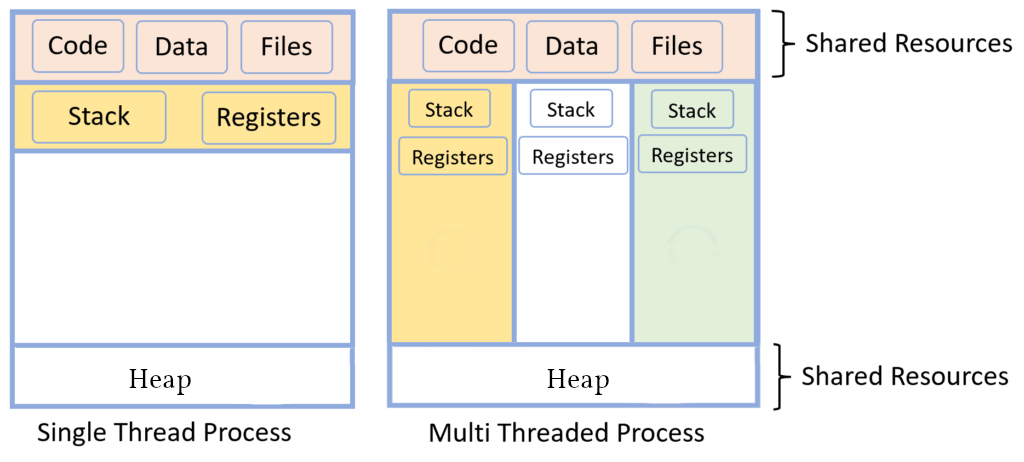 Code Data Files
Stack Registers
Heap
Single Thread Process
Code Data Files
Stack Stack Stack
Registers Registers Registers
Heap
Multi Threaded Process
Shared Resources
Shared Resources